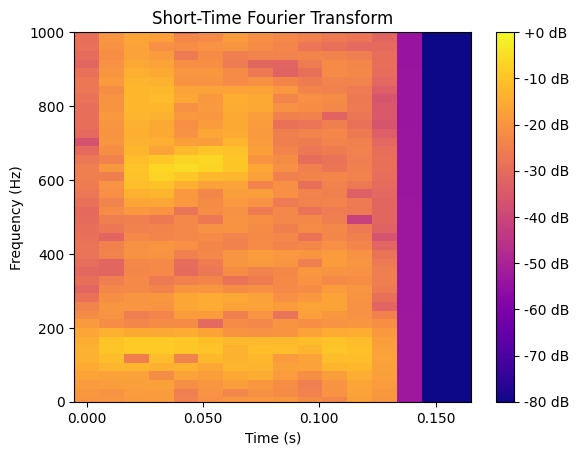 Short-Time Fourier Transform
1000
800
600
400
200
0
Frequency (Hz)
0.000
0.050
0.100
0.150
Time (s)
+0 dB
-10 dB
-20 dB
-30 dB
-40 dB
-50 dB
-60 dB
-70 dB
-80 dB